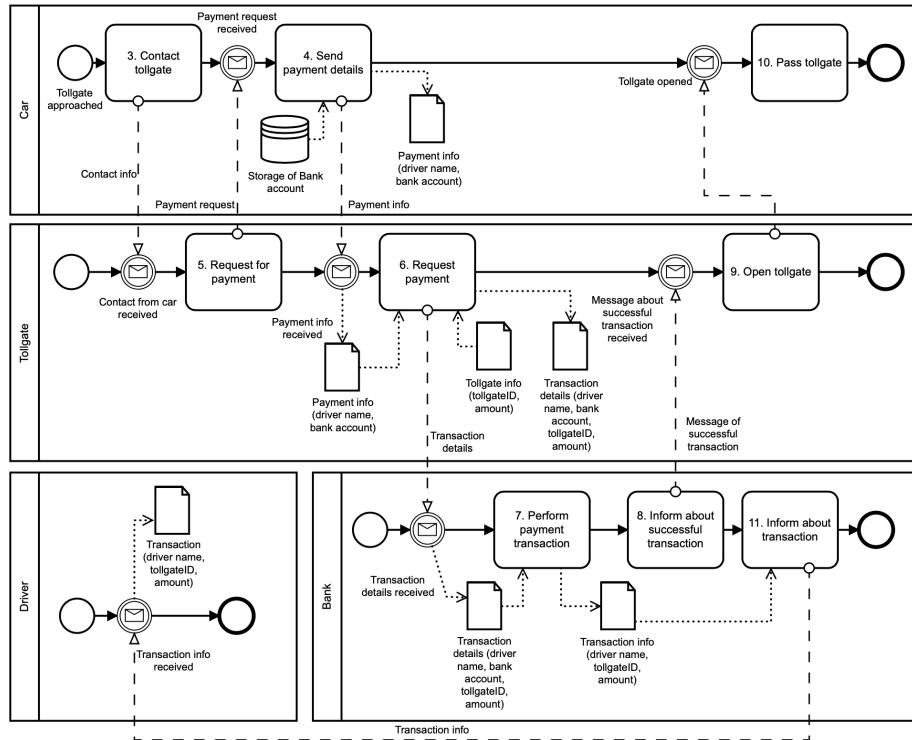 Car
Tollgate
approached
3. Contact
tollgate
Payment request
received
4. Send
payment details
Storage of Bank
account
Payment info
(driver name,
bank account)
Tollgate opened
10. Pass tollgate
Contact info
Payment request
Payment info
Tollgate
Contact from car
received
5. Request for
payment
Payment info
received
Payment info
(driver name,
bank account)
6. Request
payment
Tollgate info
(tollgateID,
amount)
Transaction
details (driver
name, bank
account,
tollgateID,
amount)
Message about
successful
transaction
received
9. Open tollgate
Transaction
details
Message of
successful
transaction
Driver
Transaction
(driver name,
tollgateID,
amount)
Transaction info
received
Bank
Transaction
details received
7. Perform
payment
transaction
Transaction
details (driver
name, bank
account,
tollgateID,
amount)
8. Inform about
successful
transaction
Transaction info
(driver name,
tollgateID,
amount)
11. Inform about
transaction
Transaction info